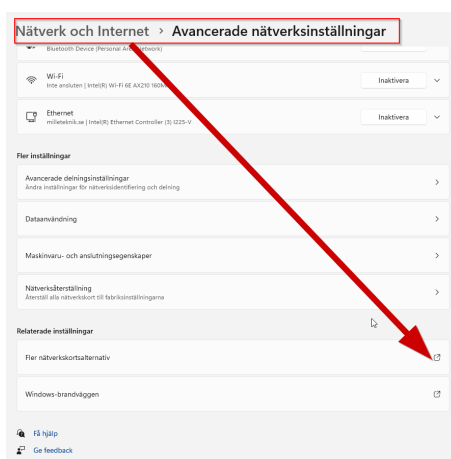 Nätverk och Internet > Avancerade nätverksinställningar
Bluetooth Device (Personal Area Network)
Wi-Fi
Inte ansluten | Intel(R) Wi-Fi 6E AX210 160M
Inaktivera
Ethernet
milleteknik.se | Intel(R) Ethernet Controller (3) I225-V
Inaktivera
Fler inställningar
Avancerade delningsinställningar
Ändra inställningar för nätverksidentifiering och delning
Dataanvändning
Maskinvaru- och anslutningsegenskaper
Nätverksåterställning
Återställ alla nätverkskort till fabriksinställningarna
Relaterade inställningar
Fler nätverkskortsalternativ
Windows-brandväggen
Få hjälp
Ge feedback